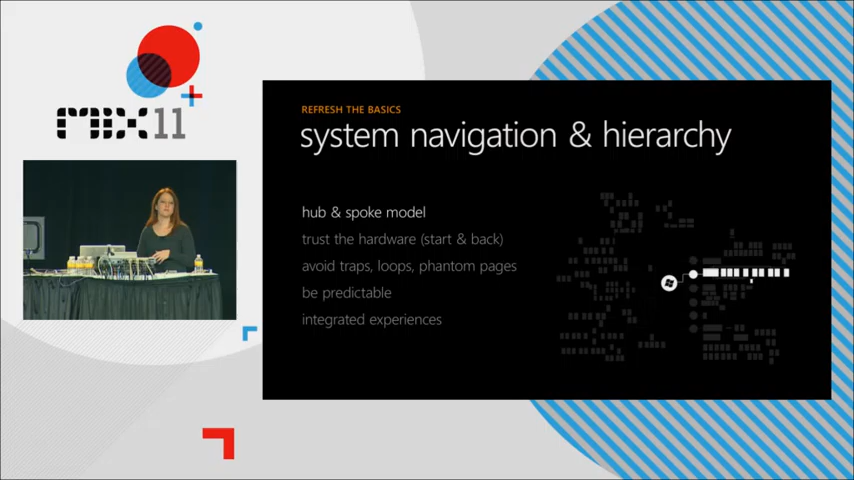 mix11
REFRESH THE BASICS
system navigation & hierarchy
hub & spoke model
trust the hardware (start & back)
avoid traps, loops, phantom pages
be predictable
integrated experiences